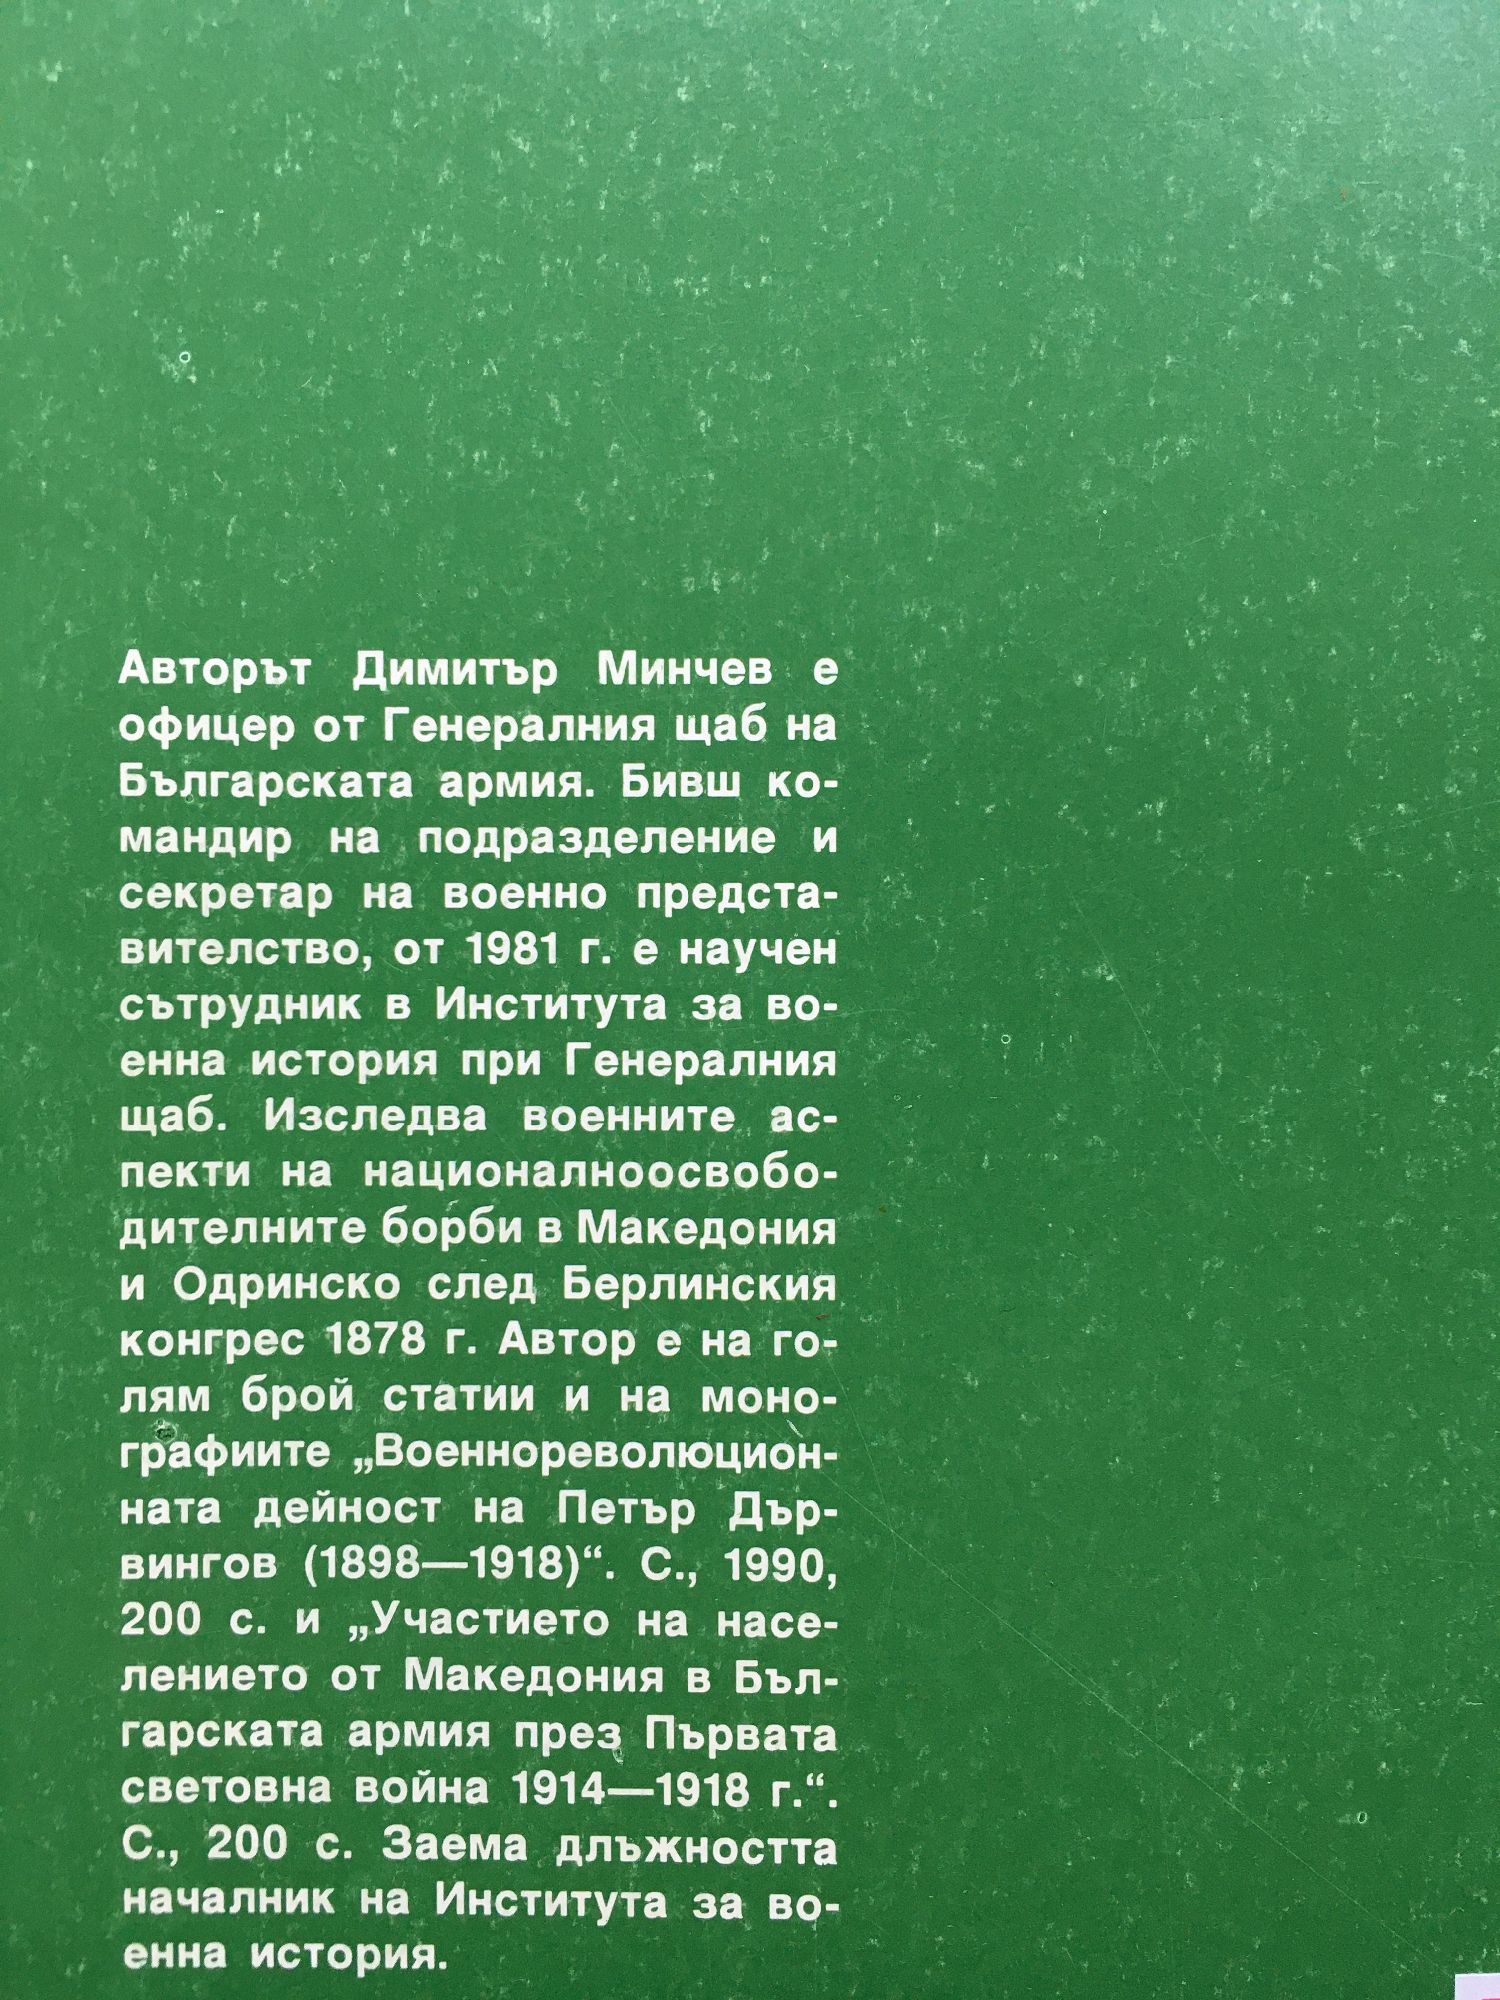 Авторът Димитър Минчев е
офицер от Генералния щаб на
Българската армия. Бивш ко-
мандир на подразделение и
секретар на военно предста-
вителство, от 1981 г. е научен
сътрудник в Института за во-
енна история при Генералния
щаб. Изследва военните ас-
пекти на националноосвобо-
дителните борби в Македония
и Одринско след Берлинския
конгрес 1878 г. Автор е на го-
лям брой статии и на моно-
графиите „Военнореволюцион-
ната дейност на Петър Дър-
вингов (1898—1918)“. С., 1990,
200 с. и „Участието на насе-
лението от Македония в Бъл-
гарската армия през Първата
световна война 1914—1918 г.“.
С., 200 с. Заема длъжността
началник на Института за во-
енна история.